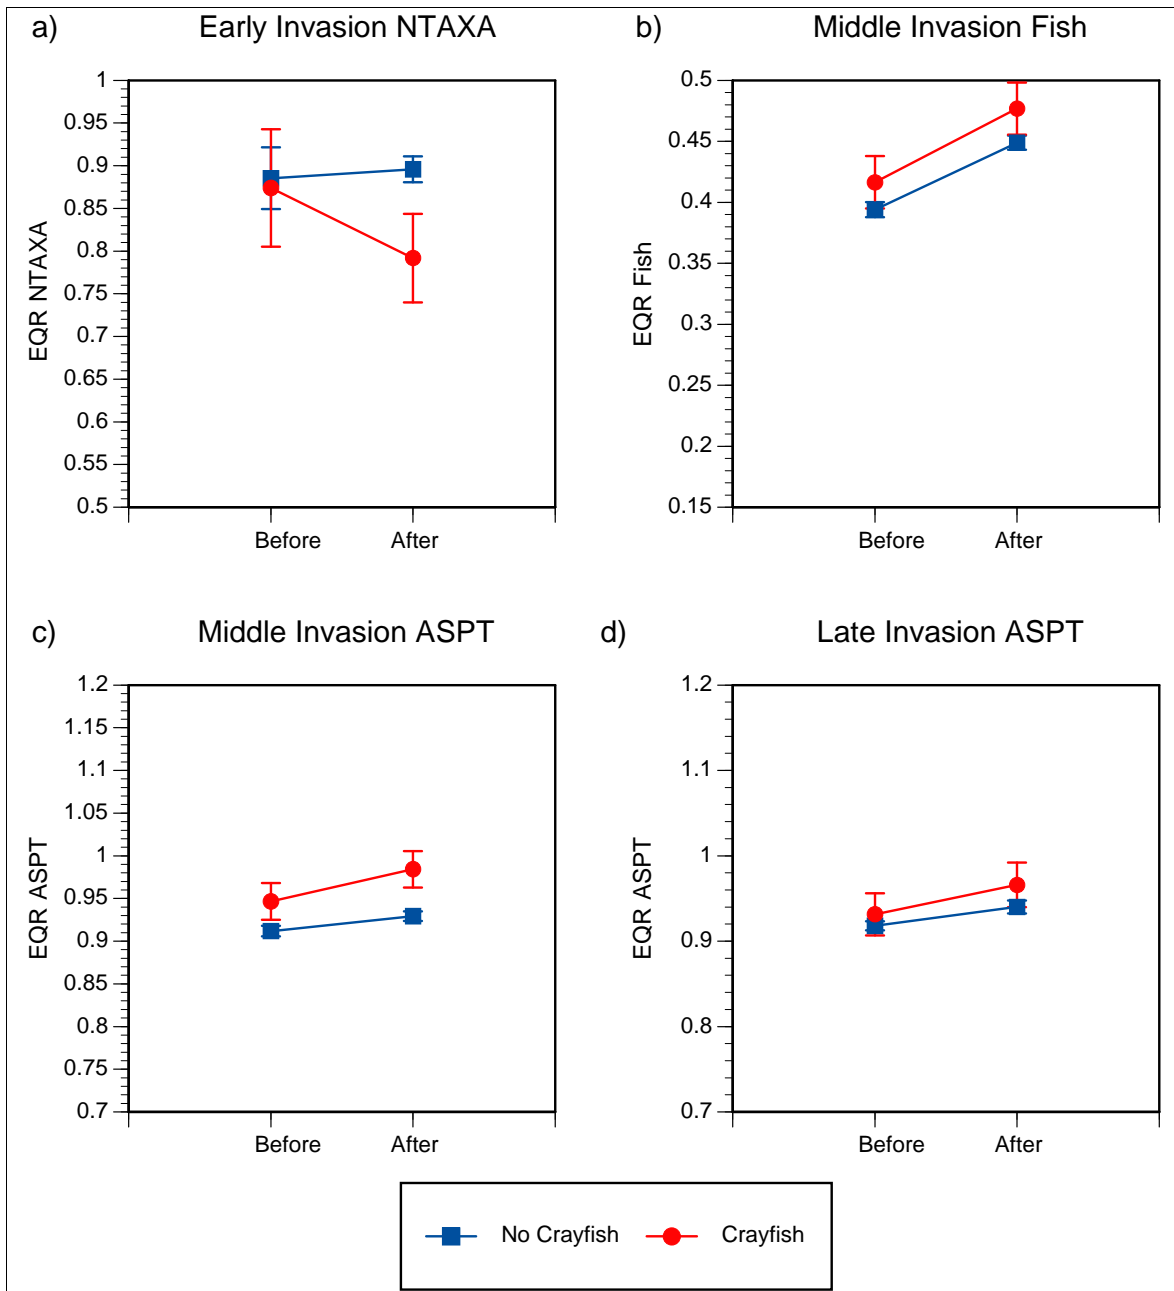 a) Early Invasion NTAXA
EQR NTAXA
1
0.95
0.9
0.85
0.8
0.75
0.7
0.65
0.6
0.55
0.5
Before After
b) Middle Invasion Fish
EQR Fish
0.5
0.45
0.4
0.35
0.3
0.25
0.2
0.15
Before After
c) Middle Invasion ASPT
EQR ASPT
1.2
1.15
1.1
1.05
1
0.95
0.9
0.85
0.8
0.75
0.7
Before After
d) Late Invasion ASPT
EQR ASPT
1.2
1.1
1
0.9
0.8
0.7
Before After
No Crayfish Crayfish